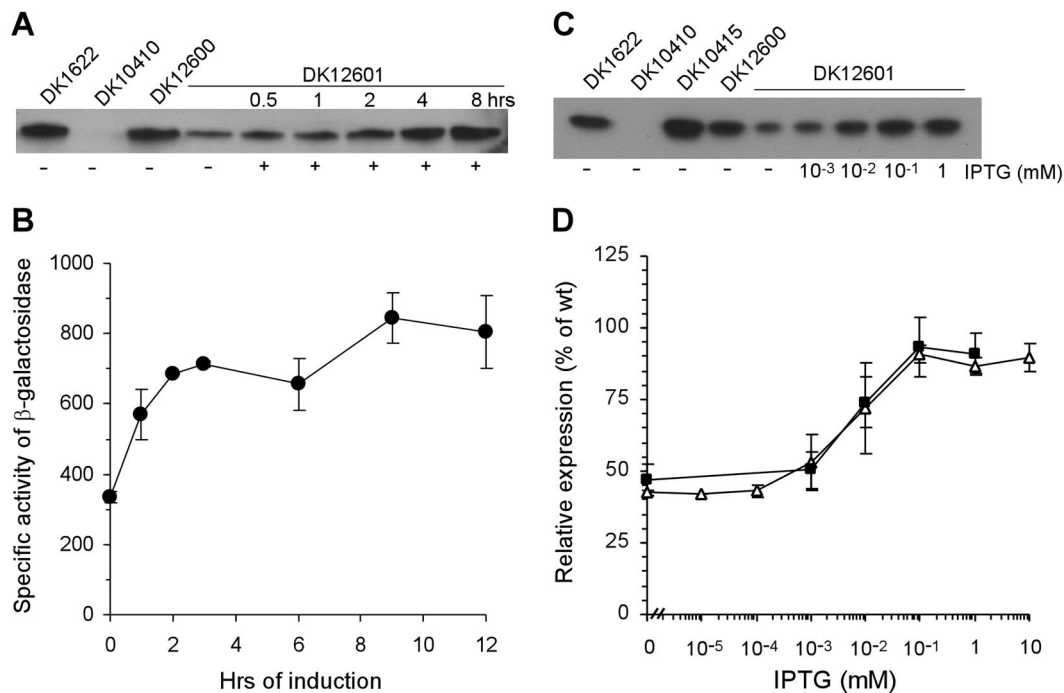 A
DK1622
DK10410
DK12600
DK12601
0.5 1 2 4 8 hrs
- - - - + + + + +
B
Specific activity of β-galactosidase
1000
800
600
400
200
0
0 2 4 6 8 10 12
Hrs of induction
C
DK1622
DK10410
DK10415
DK12600
DK12601
- - - - - 10⁻³ 10⁻² 10⁻¹ 1 IPTG (mM)
D
Relative expression (% of wt)
125
100
75
50
25
0
0 10⁻⁵ 10⁻⁴ 10⁻³ 10⁻² 10⁻¹ 1 10
IPTG (mM)